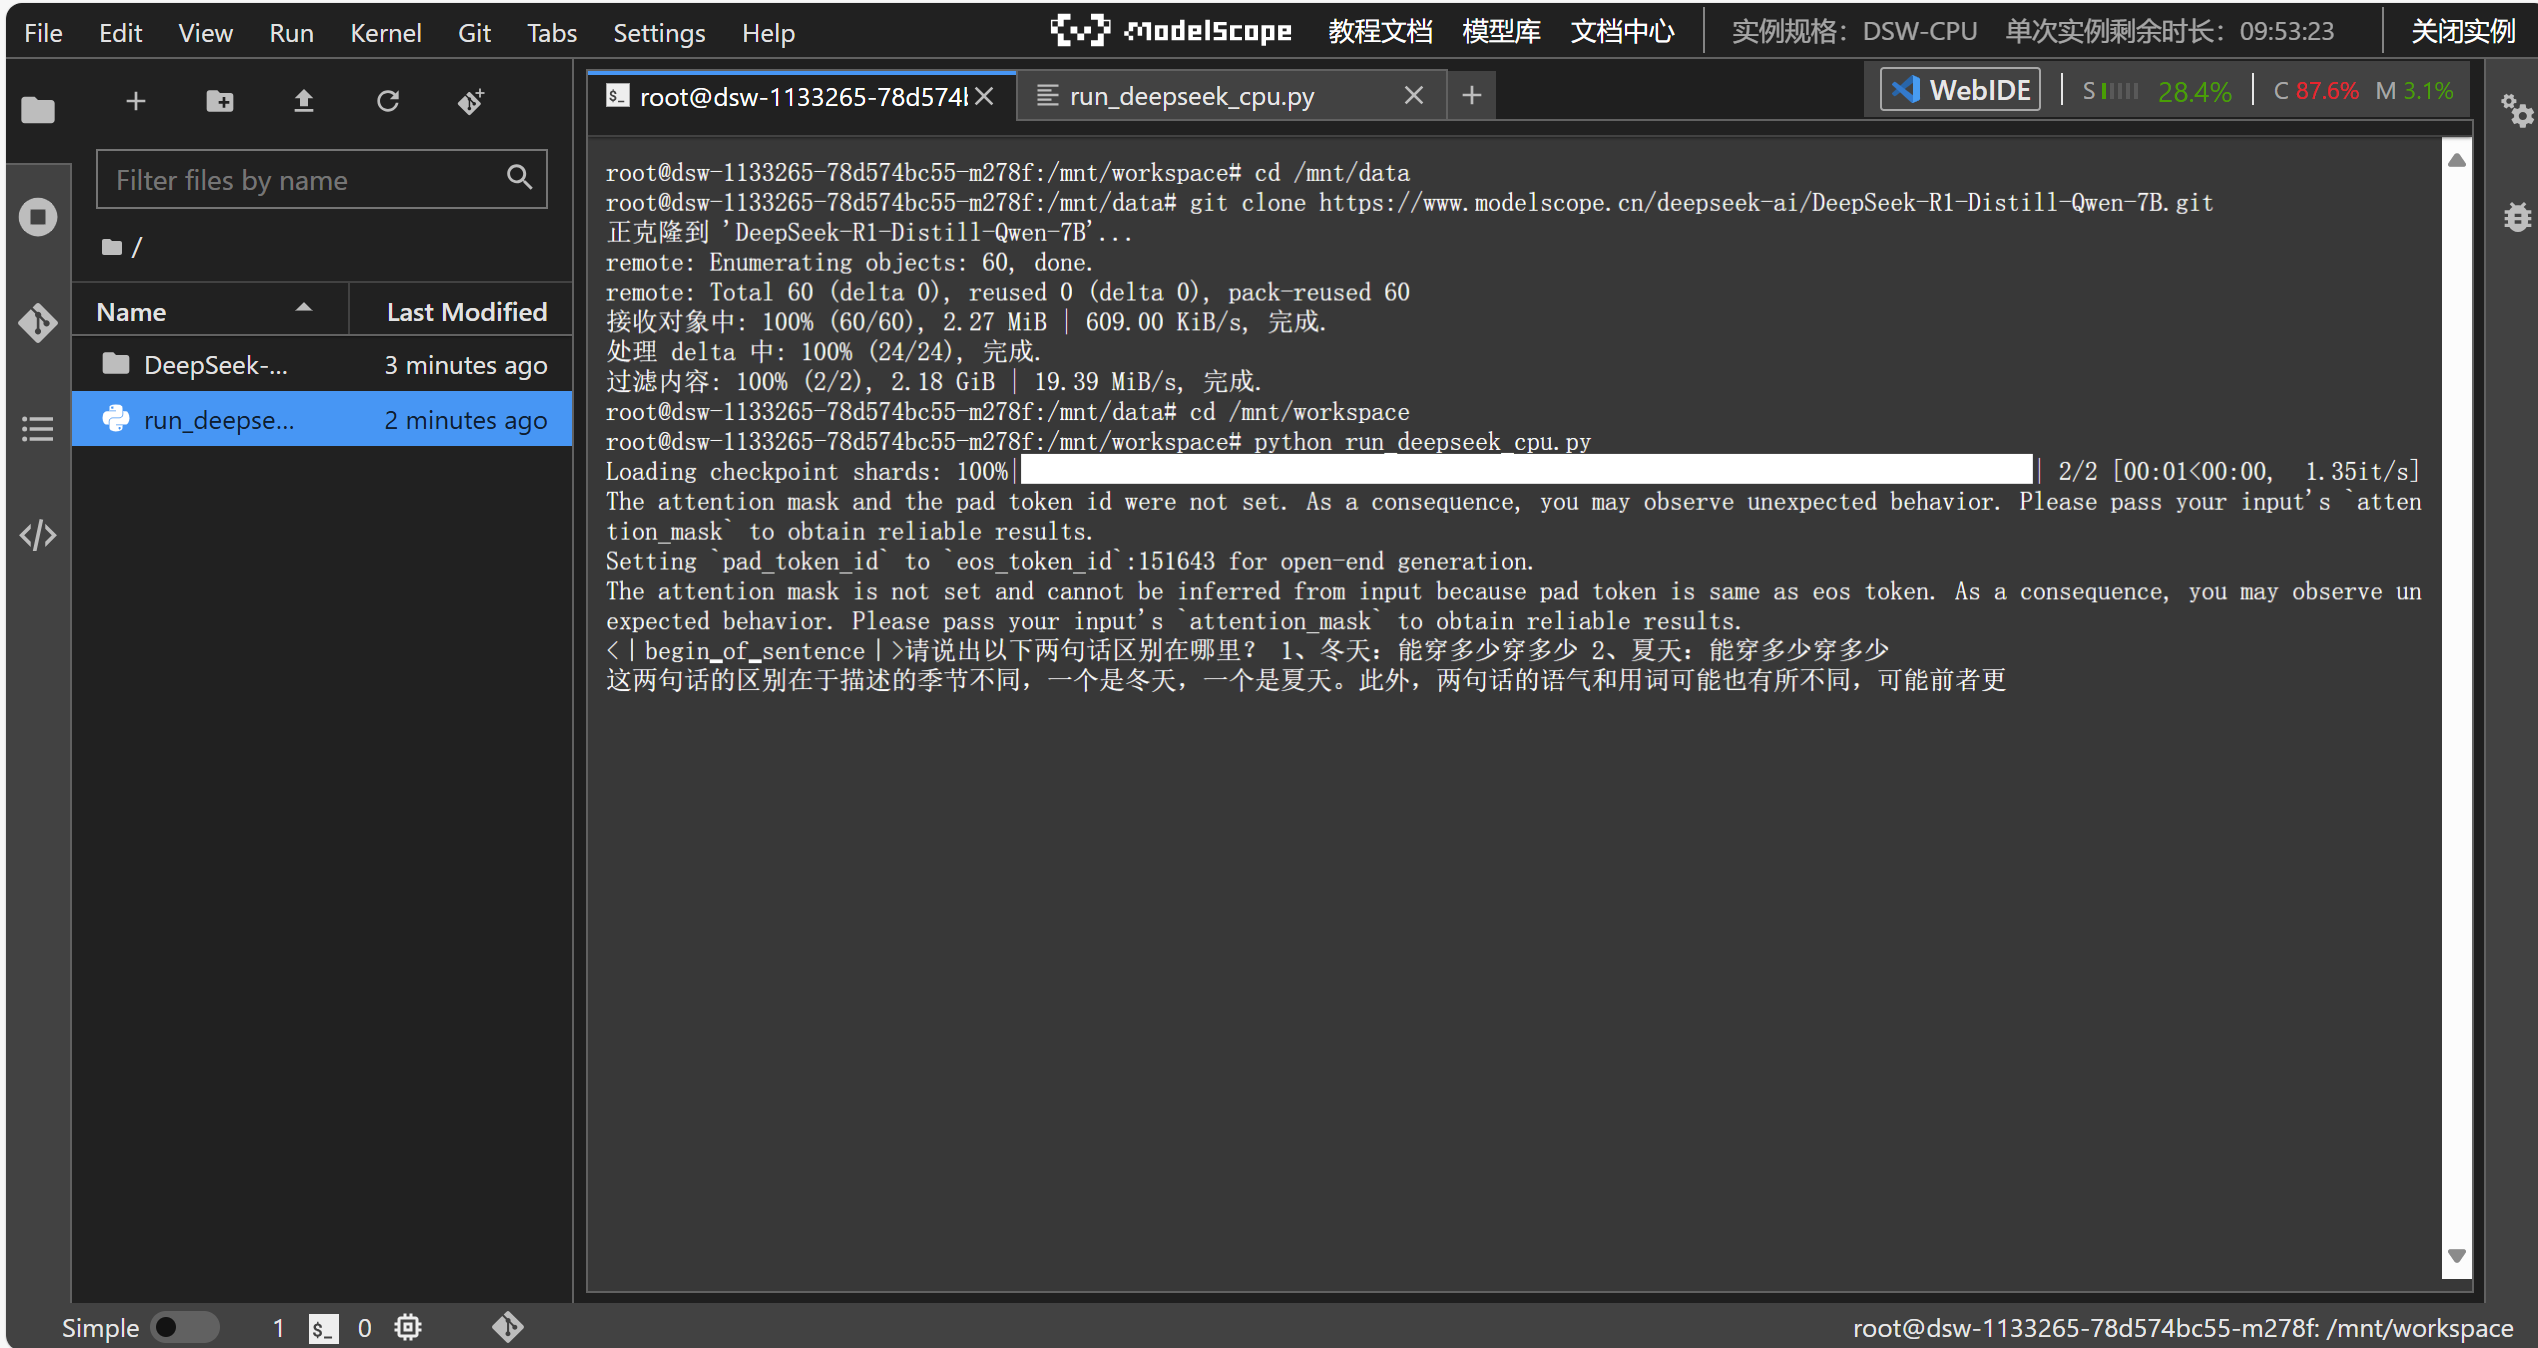 File Edit View Run Kernel Git Tabs Settings Help
ModelScope 教程文档 模型库 文档中心 实例规格：DSW-CPU 单次实例剩余时长：09:53:23 关闭实例
root@dsw-1133265-78d574b run_deepseek_cpu.py
WebIDE S 28.4% C 87.6% M 3.1%
Filter files by name
/
Name Last Modified
DeepSeek-... 3 minutes ago
run_deepse... 2 minutes ago
root@dsw-1133265-78d574bc55-m278f:/mnt/workspace# cd /mnt/data
root@dsw-1133265-78d574bc55-m278f:/mnt/data# git clone https://www.modelscope.cn/deepseek-ai/DeepSeek-R1-Distill-Qwen-7B.git
正克隆到 'DeepSeek-R1-Distill-Qwen-7B'...
remote: Enumerating objects: 60, done.
remote: Total 60 (delta 0), reused 0 (delta 0), pack-reused 60
接收对象中: 100% (60/60), 2.27 MiB | 609.00 KiB/s, 完成.
处理 delta 中: 100% (24/24), 完成.
过滤内容: 100% (2/2), 2.18 GiB | 19.39 MiB/s, 完成.
root@dsw-1133265-78d574bc55-m278f:/mnt/data# cd /mnt/workspace
root@dsw-1133265-78d574bc55-m278f:/mnt/workspace# python run_deepseek_cpu.py
Loading checkpoint shards: 100%| | 2/2 [00:01<00:00, 1.35it/s]
The attention mask and the pad token id were not set. As a consequence, you may observe unexpected behavior. Please pass your input's `atten
tion_mask` to obtain reliable results.
Setting `pad_token_id` to `eos_token_id`:151643 for open-end generation.
The attention mask is not set and cannot be inferred from input because pad token is same as eos token. As a consequence, you may observe un
expected behavior. Please pass your input's `attention_mask` to obtain reliable results.
<｜begin▁of▁sentence｜>请说出以下两句话区别在哪里？ 1、冬天：能穿多少穿多少 2、夏天：能穿多少穿多少
这两句话的区别在于描述的季节不同，一个是冬天，一个是夏天。此外，两句话的语气和用词可能也有所不同，可能前者更
Simple 1 $_ 0 root@dsw-1133265-78d574bc55-m278f: /mnt/workspace